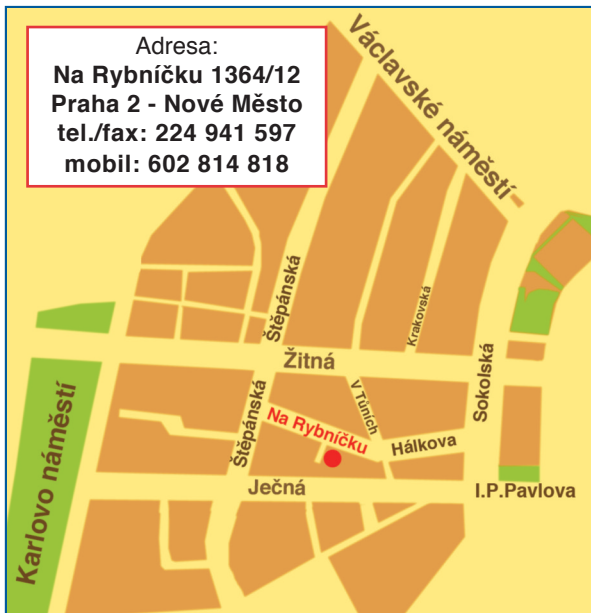 Adresa:
Na Rybníčku 1364/12
Praha 2 - Nové Město
tel./fax: 224 941 597
mobil: 602 814 818
Václavské náměstí
Štěpánská
Krakovská
Žitná
Sokolská
Karlovo náměstí
Štěpánská
V Tůních
Na Rybníčku
Hálkova
Ječná
I.P.Pavlova